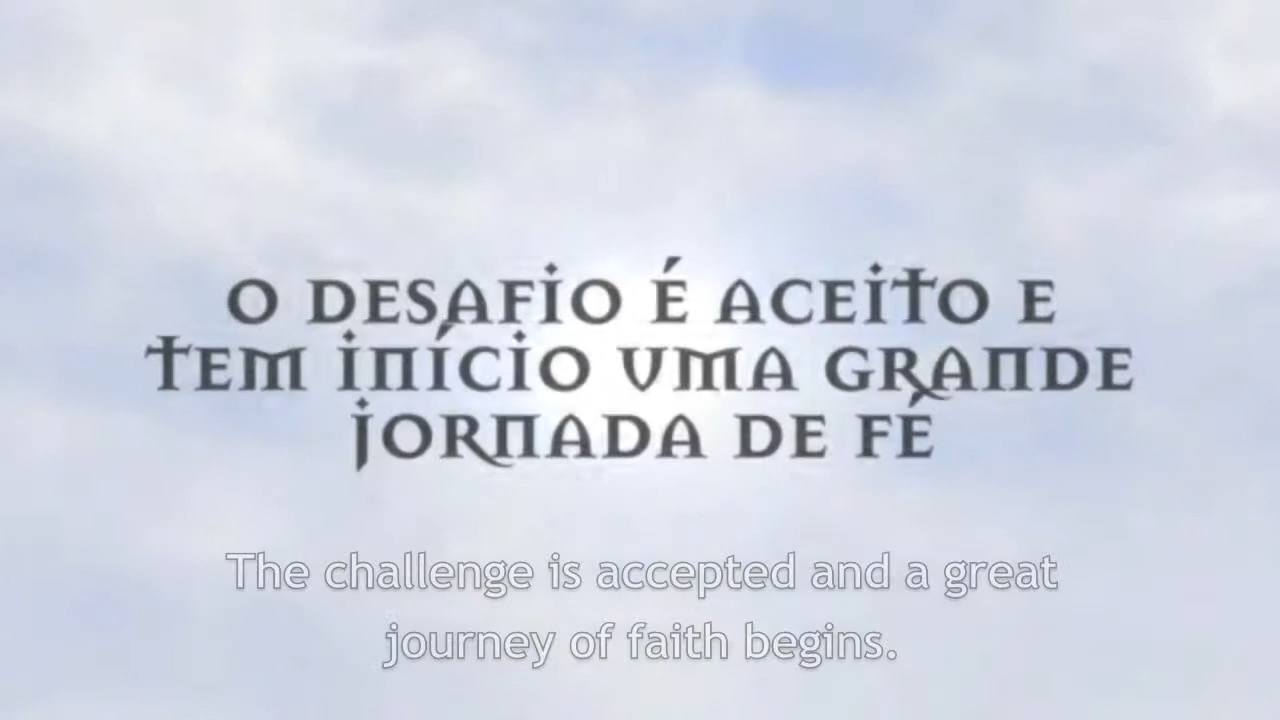 O DESAFIO É ACEITO E
TEM INÍCIO UMA GRANDE
JORNADA DE FÉ
The challenge is accepted and a great
journey of faith begins.